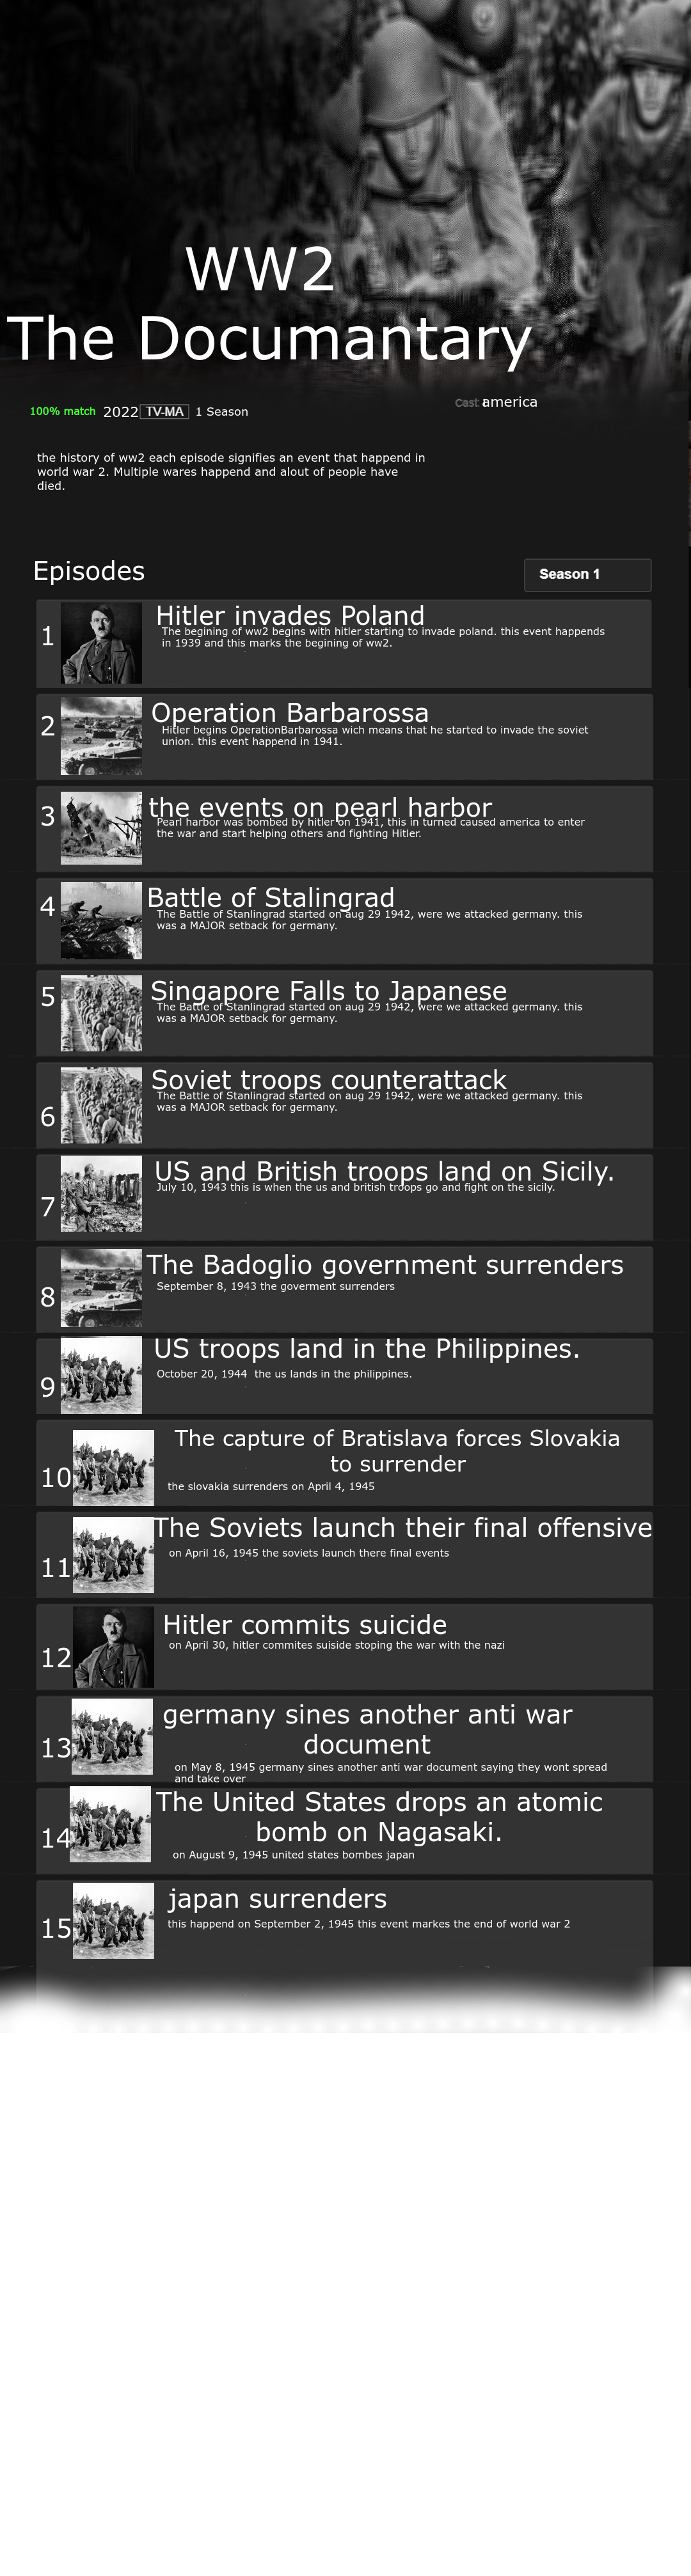 WW2
The Documantary
100% match 2022 TV-MA 1 Season
Cast america
the history of ww2 each episode signifies an event that happend in
world war 2. Multiple wares happend and alout of people have
died.
Episodes
Season 1
1
Hitler invades Poland
The begining of ww2 begins with hitler starting to invade poland. this event happends
in 1939 and this marks the begining of ww2.
2
Operation Barbarossa
Hitler begins OperationBarbarossa wich means that he started to invade the soviet
union. this event happend in 1941.
3
the events on pearl harbor
Pearl harbor was bombed by hitler on 1941, this in turned caused america to enter
the war and start helping others and fighting Hitler.
4
Battle of Stalingrad
The Battle of Stanlingrad started on aug 29 1942, were we attacked germany. this
was a MAJOR setback for germany.
5
Singapore Falls to Japanese
The Battle of Stanlingrad started on aug 29 1942, were we attacked germany. this
was a MAJOR setback for germany.
6
Soviet troops counterattack
The Battle of Stanlingrad started on aug 29 1942, were we attacked germany. this
was a MAJOR setback for germany.
7
US and British troops land on Sicily.
July 10, 1943 this is when the us and british troops go and fight on the sicily.
8
The Badoglio government surrenders
September 8, 1943 the goverment surrenders
9
US troops land in the Philippines.
October 20, 1944 the us lands in the philippines.
10
The capture of Bratislava forces Slovakia
to surrender
the slovakia surrenders on April 4, 1945
11
The Soviets launch their final offensive
on April 16, 1945 the soviets launch there final events
12
Hitler commits suicide
on April 30, hitler commites suiside stoping the war with the nazi
13
germany sines another anti war
document
on May 8, 1945 germany sines another anti war document saying they wont spread
and take over
14
The United States drops an atomic
bomb on Nagasaki.
on August 9, 1945 united states bombes japan
15
japan surrenders
this happend on September 2, 1945 this event markes the end of world war 2